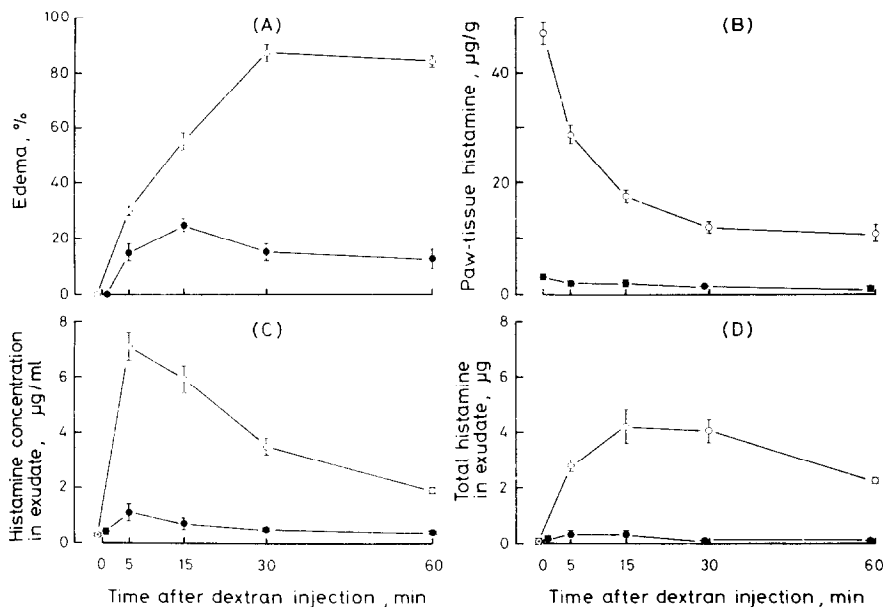 (A)
Edema, %
100
80
60
40
20
0
(B)
Paw-tissue histamine, µg/g
40
20
0
(C)
Histamine concentration
in exudate, µg/ml
8
6
4
2
0
0 5 15 30 60
Time after dextran injection, min
(D)
Total histamine
in exudate, µg
8
6
4
2
0
0 5 15 30 60
Time after dextran injection, min